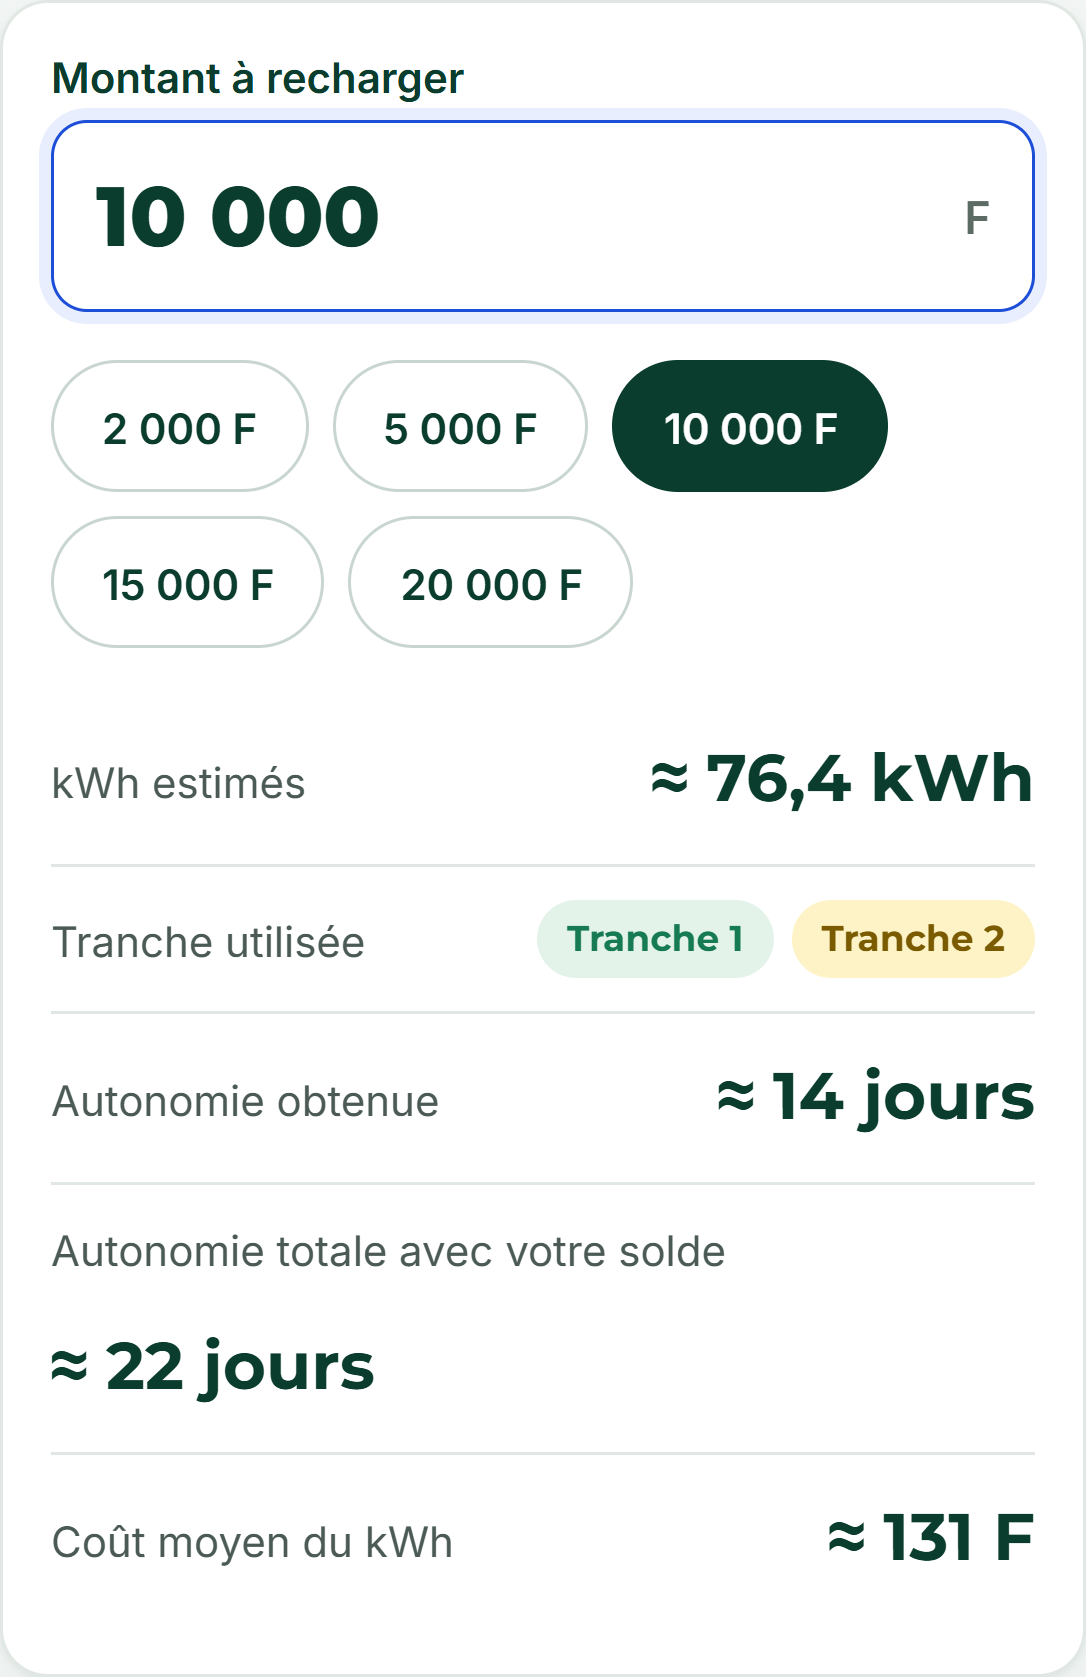 Montant à recharger
10 000 F
2 000 F 5 000 F 10 000 F
15 000 F 20 000 F
kWh estimés ≈ 76,4 kWh
Tranche utilisée Tranche 1 Tranche 2
Autonomie obtenue ≈ 14 jours
Autonomie totale avec votre solde
≈ 22 jours
Coût moyen du kWh ≈ 131 F